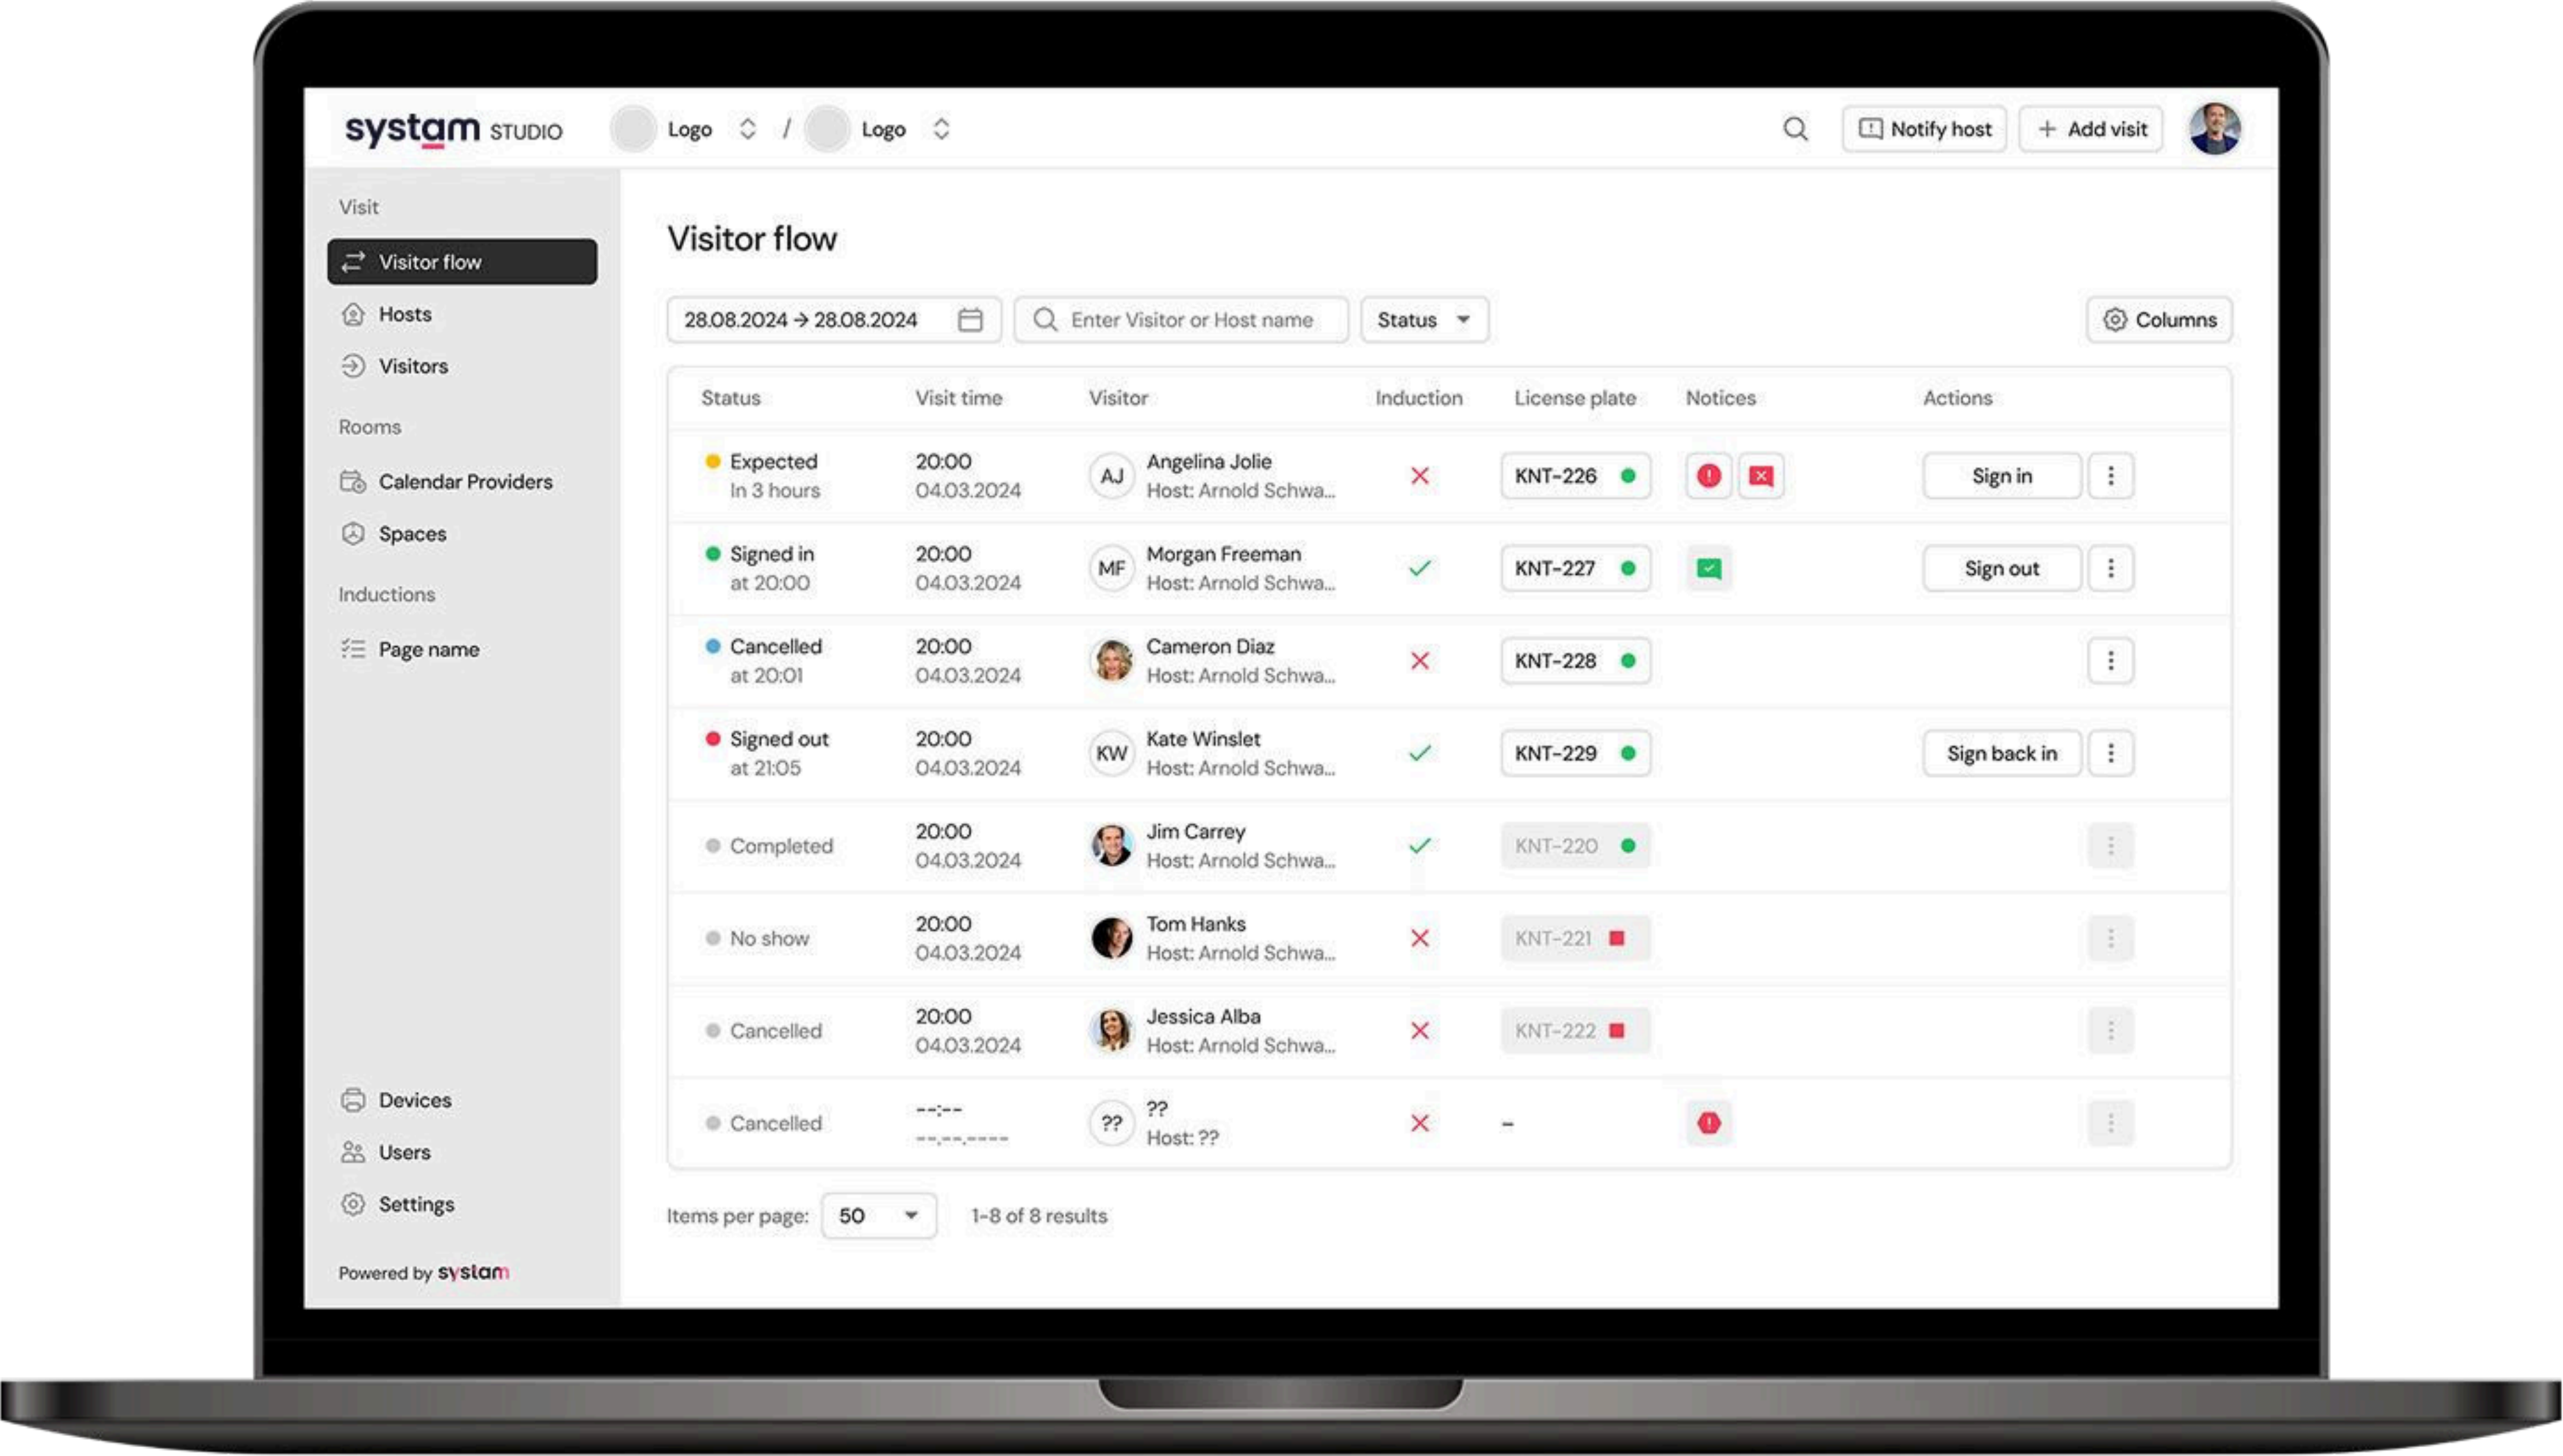 systam STUDIO Logo / Logo Notify host + Add visit
Visit
Visitor flow
Hosts
Visitors
Rooms
Calendar Providers
Spaces
Inductions
Page name
Devices
Users
Settings
Powered by systam
Visitor flow
28.08.2024 → 28.08.2024 Enter Visitor or Host name Status Columns
Status Visit time Visitor Induction License plate Notices Actions
Expected 20:00 AJ Angelina Jolie KNT-226 Sign in
In 3 hours 04.03.2024 Host: Arnold Schwa...
Signed in 20:00 MF Morgan Freeman KNT-227 Sign out
at 20:00 04.03.2024 Host: Arnold Schwa...
Cancelled 20:00 Cameron Diaz KNT-228
at 20:01 04.03.2024 Host: Arnold Schwa...
Signed out 20:00 KW Kate Winslet KNT-229 Sign back in
at 21:05 04.03.2024 Host: Arnold Schwa...
Completed 20:00 Jim Carrey KNT-220
04.03.2024 Host: Arnold Schwa...
No show 20:00 Tom Hanks KNT-221
04.03.2024 Host: Arnold Schwa...
Cancelled 20:00 Jessica Alba KNT-222
04.03.2024 Host: Arnold Schwa...
Cancelled --:-- ?? ?? -
--.--.---- Host: ??
Items per page: 50 1-8 of 8 results